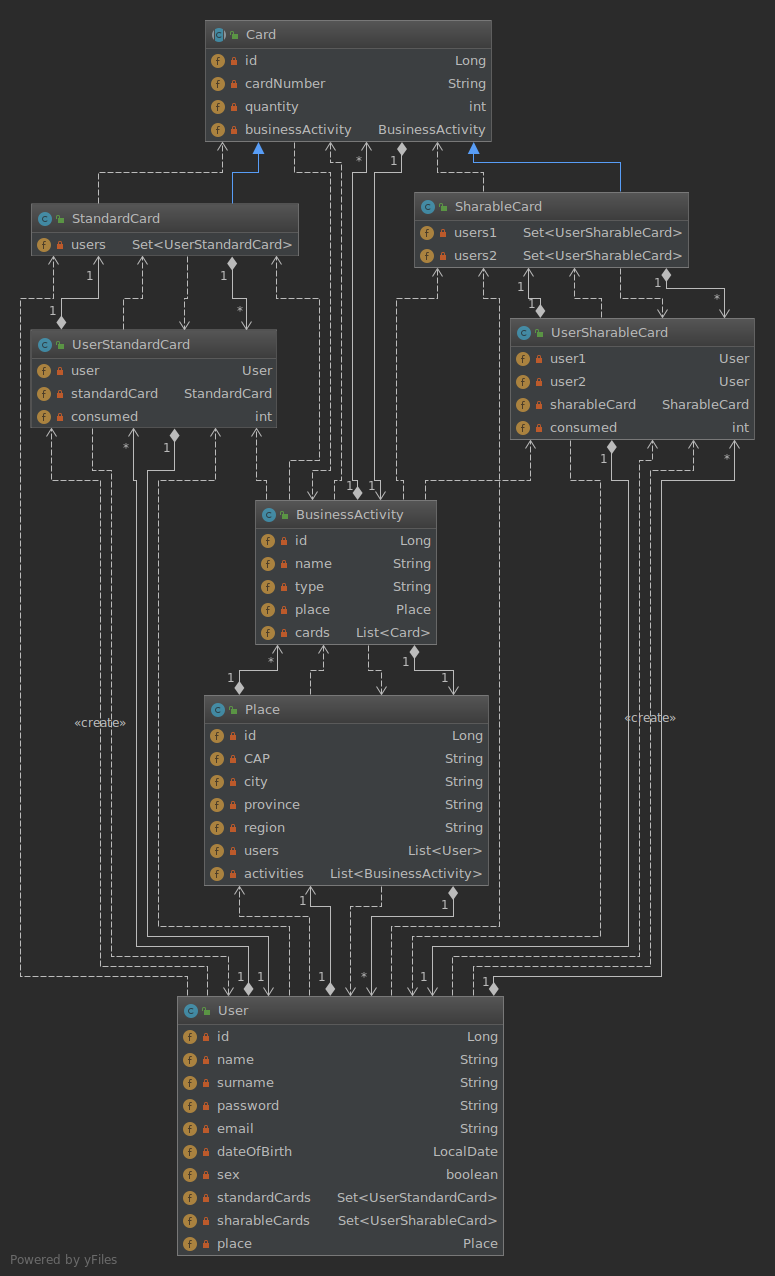 Card
id Long
cardNumber String
quantity int
businessActivity BusinessActivity
* 1
StandardCard
users Set<UserStandardCard>
SharableCard
users1 Set<UserSharableCard>
users2 Set<UserSharableCard>
1 1 1 1
1 * 1 *
UserStandardCard
user User
standardCard StandardCard
consumed int
UserSharableCard
user1 User
user2 User
sharableCard SharableCard
consumed int
* 1 1 *
1 1
BusinessActivity
id Long
name String
type String
place Place
cards List<Card>
* 1
1 1
Place
id Long
CAP String
city String
province String
region String
users List<User>
activities List<BusinessActivity>
«create» «create»
1 1
1 1 1 * 1 1
User
id Long
name String
surname String
password String
email String
dateOfBirth LocalDate
sex boolean
standardCards Set<UserStandardCard>
sharableCards Set<UserSharableCard>
place Place
Powered by yFiles